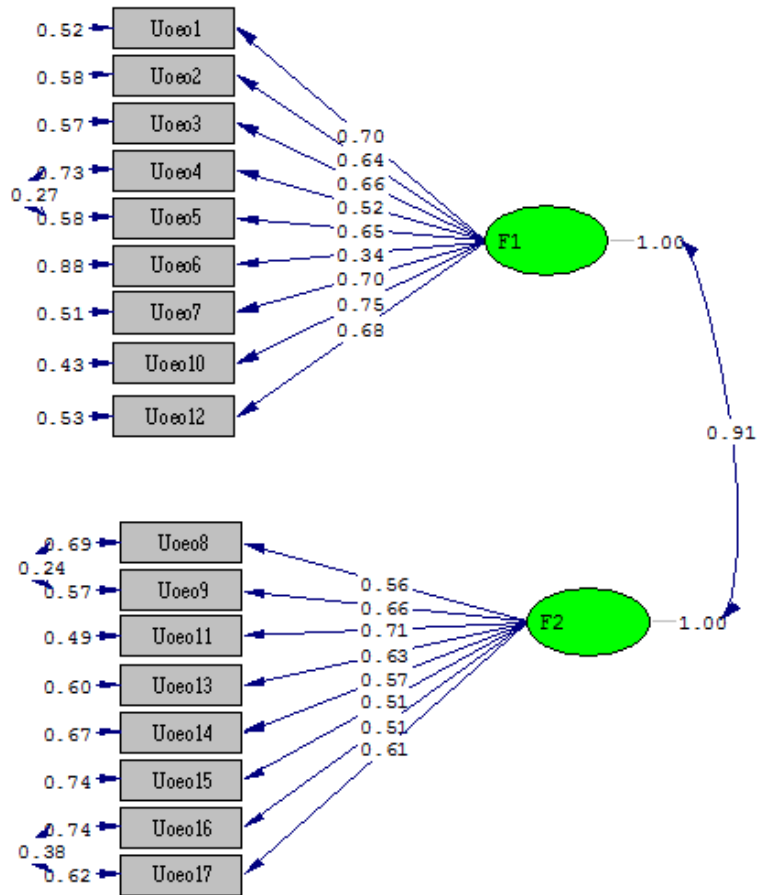 0.52 Uoeo1
0.58 Uoeo2
0.57 Uoeo3
0.73 Uoeo4
0.27
0.58 Uoeo5
0.88 Uoeo6
0.51 Uoeo7
0.43 Uoeo10
0.53 Uoeo12
0.70
0.64
0.66
0.52
0.65
0.34
0.70
0.75
0.68
F1 1.00
0.91
0.69 Uoeo8
0.24
0.57 Uoeo9
0.49 Uoeo11
0.60 Uoeo13
0.67 Uoeo14
0.74 Uoeo15
0.74 Uoeo16
0.38
0.62 Uoeo17
0.56
0.66
0.71
0.63
0.57
0.51
0.51
0.61
F2 1.00